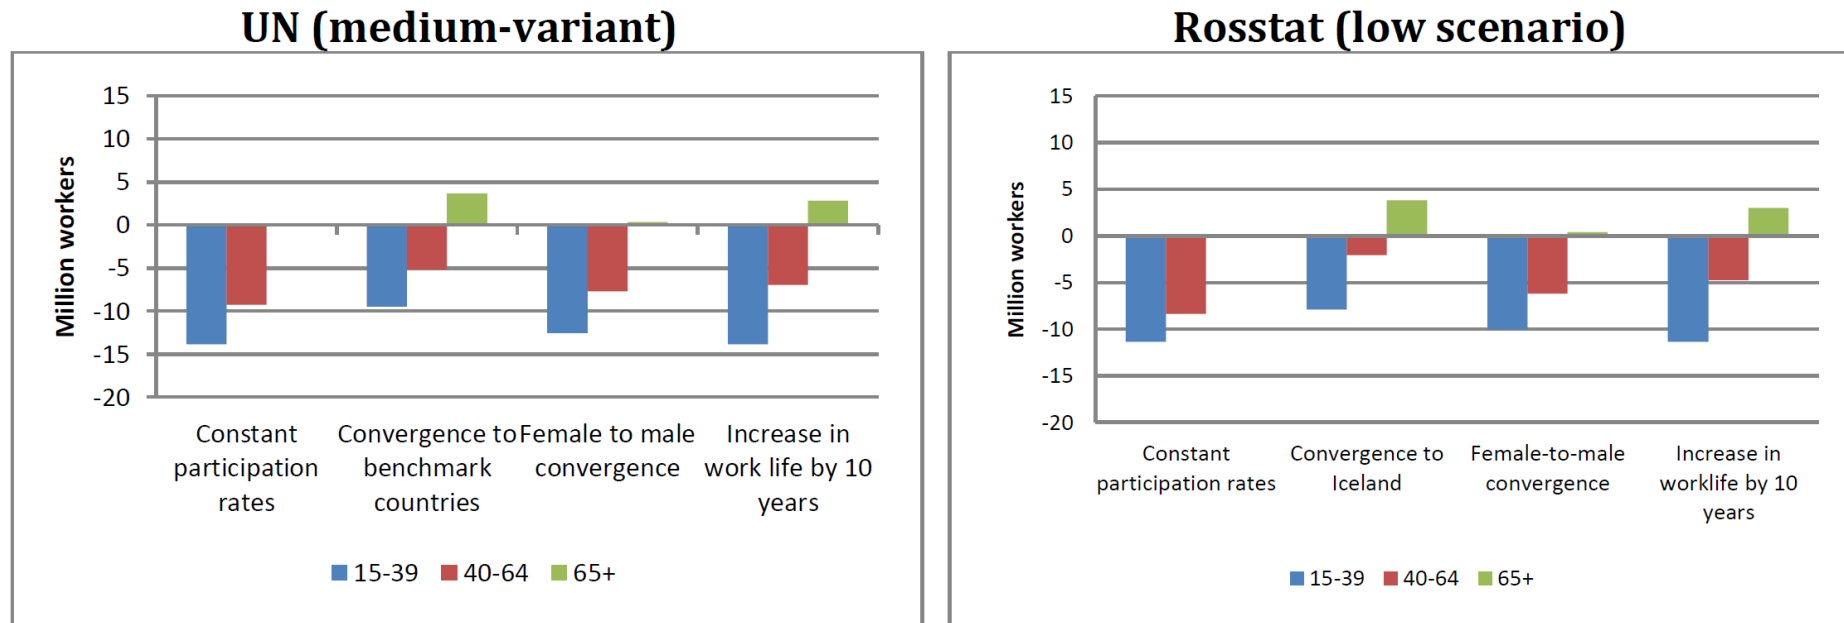 UN (medium-variant)
15
10
5
0
-5
-10
-15
-20
Million workers
Constant
participation
rates
Convergence to
benchmark
countries
Female to male
convergence
Increase in
work life by 10
years
15-39 40-64 65+
Rosstat (low scenario)
15
10
5
0
-5
-10
-15
-20
Million workers
Constant
participation rates
Convergence to
Iceland
Female-to-male
convergence
Increase in
worklife by 10
years
15-39 40-64 65+